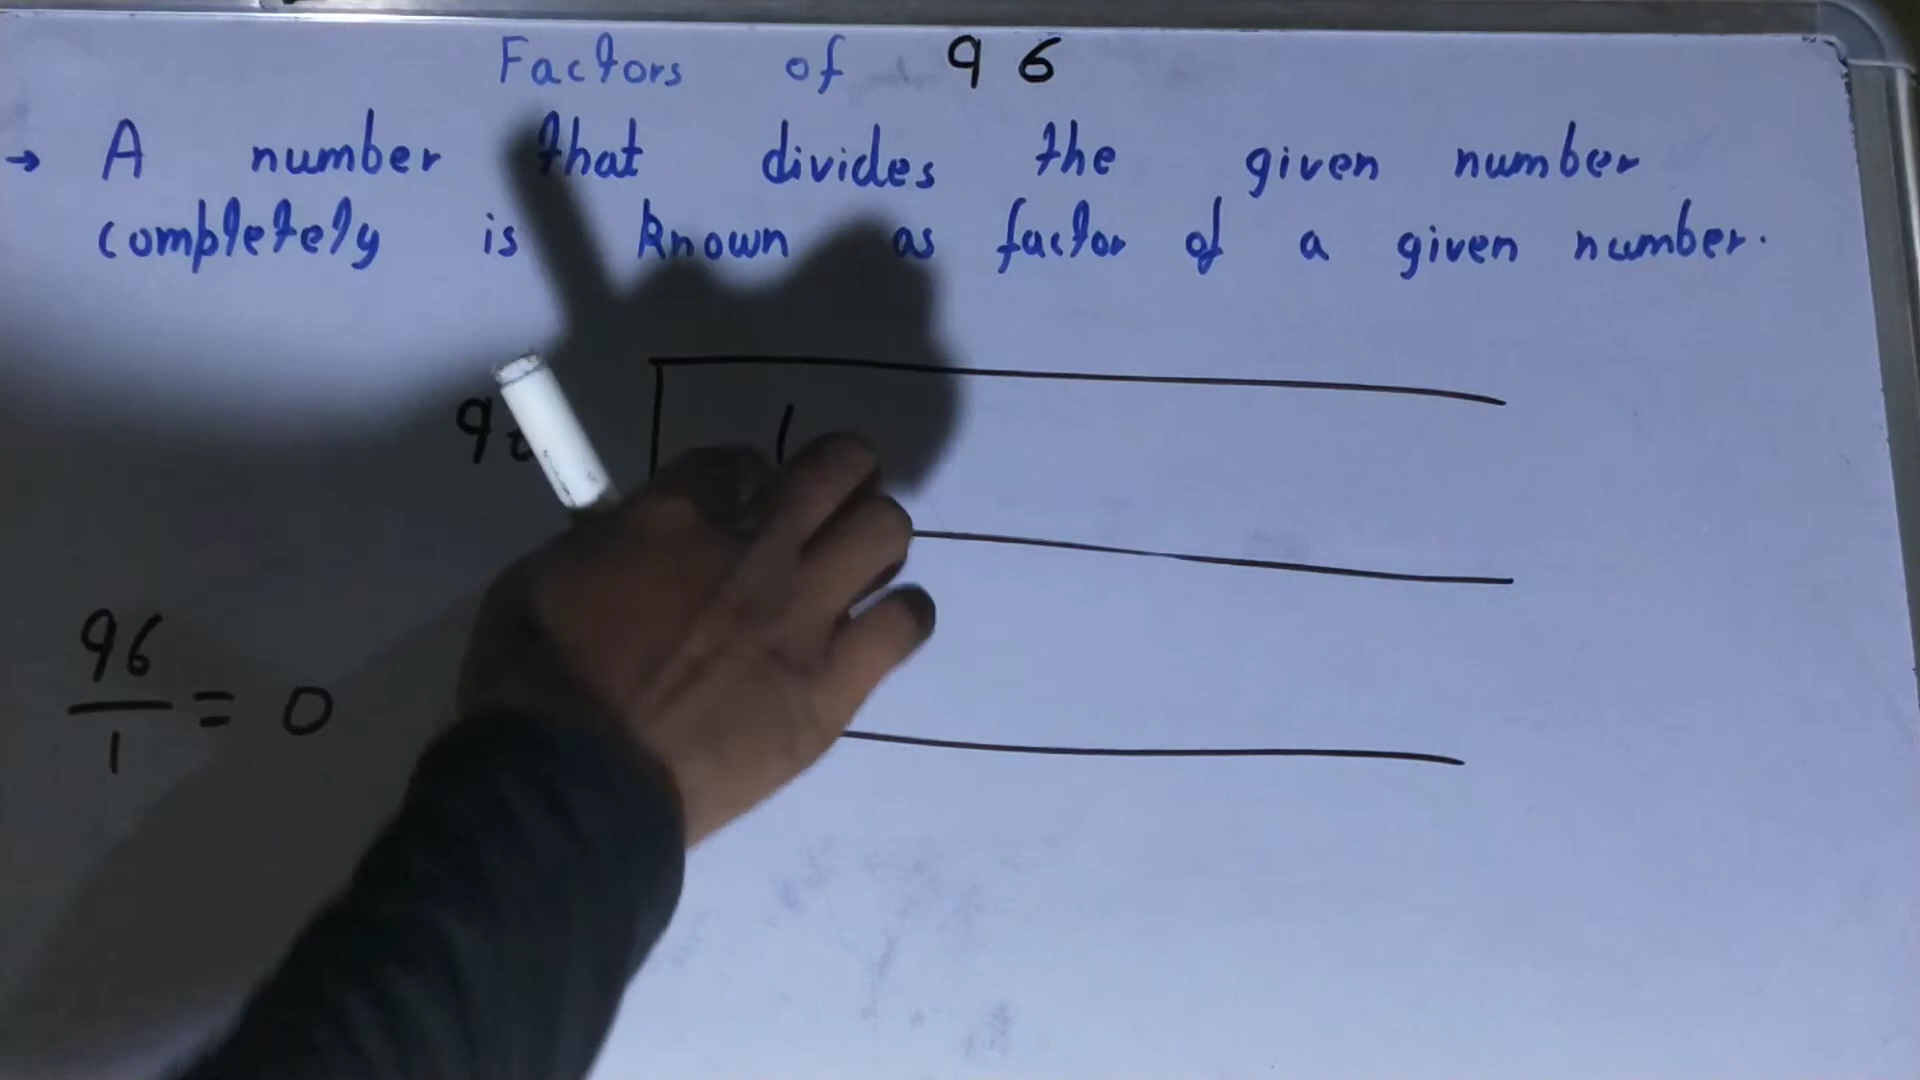 Factors of 96
→ A number that divides the given number
completely is known as factor of a given number.
1
96
1
= 0